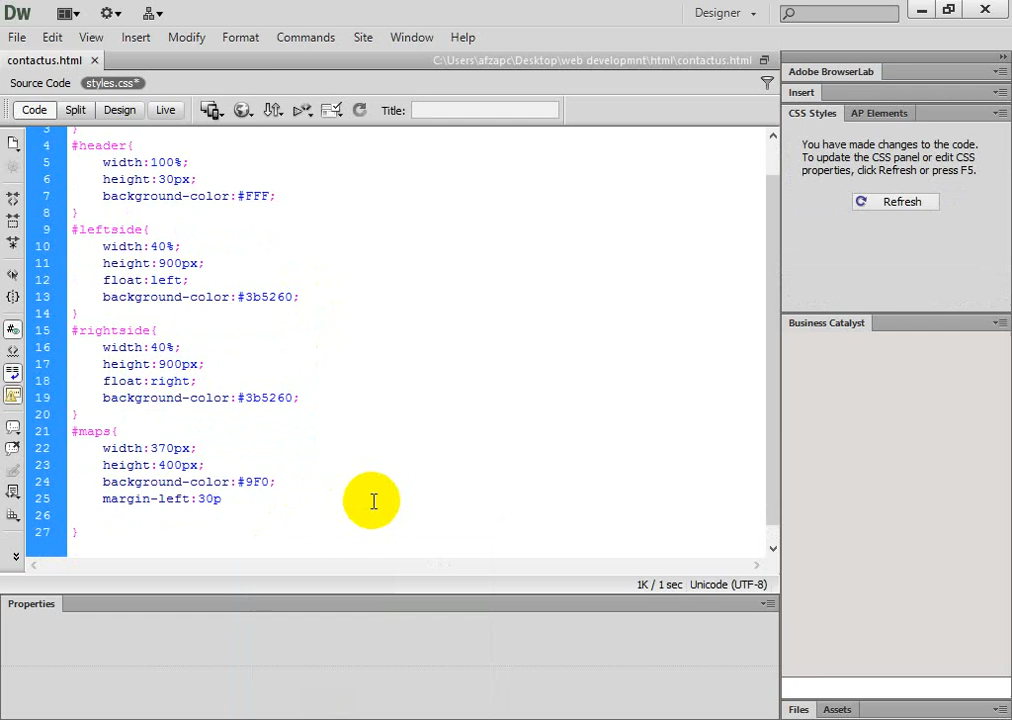 Dw
Designer
File Edit View Insert Modify Format Commands Site Window Help
contactus.html
C:\Users\afzapc\Desktop\web developmnt\html\contactus.html
Source Code styles.css*
Code Split Design Live Title:
3 }
4 #header{
5 width:100%;
6 height:30px;
7 background-color:#FFF;
8 }
9 #leftside{
10 width:40%;
11 height:900px;
12 float:left;
13 background-color:#3b5260;
14 }
15 #rightside{
16 width:40%;
17 height:900px;
18 float:right;
19 background-color:#3b5260;
20 }
21 #maps{
22 width:370px;
23 height:400px;
24 background-color:#9F0;
25 margin-left:30p
26
27 }
1K / 1 sec Unicode (UTF-8)
Properties
Adobe BrowserLab
Insert
CSS Styles AP Elements
You have made changes to the code.
To update the CSS panel or edit CSS
properties, click Refresh or press F5.
Refresh
Business Catalyst
Files Assets